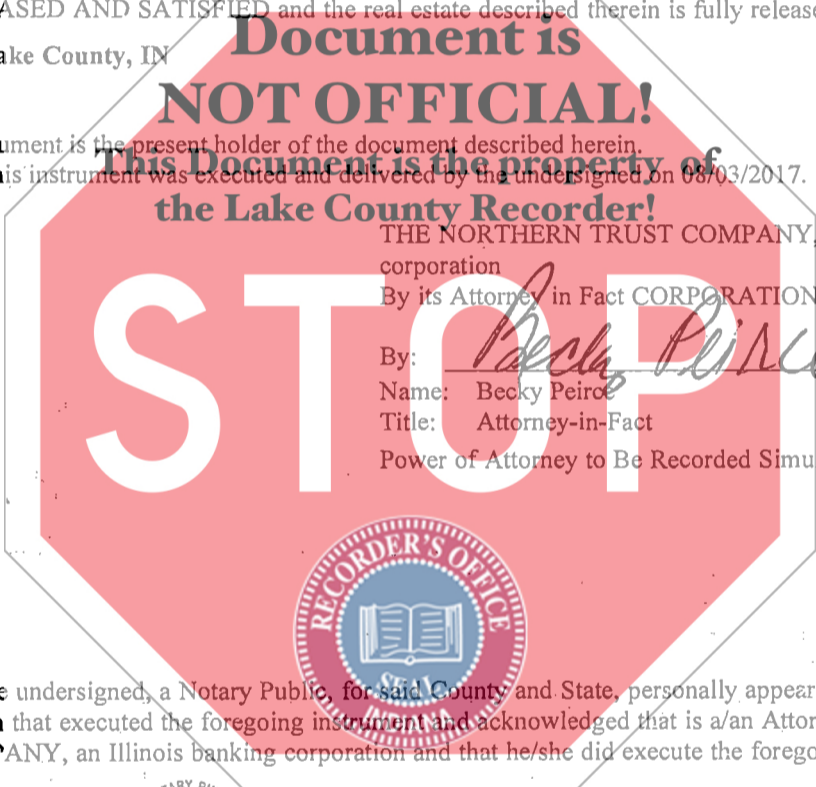 ASED AND SATISFIED and the real estate described therein is fully release
Document is
ake County, IN
NOT OFFICIAL!
ument is the present holder of the document described herein.
This Document is the property of
is instrument was executed and delivered by the undersigned on 08/03/2017.
the Lake County Recorder!
THE NORTHERN TRUST COMPANY,
corporation
By its Attorney in Fact CORPORATION
STOP
By: Becky Peirce
Name: Becky Peirce
Title: Attorney-in-Fact
Power of Attorney to Be Recorded Simu
RECORDER'S OFFICE
SEAL
INDIANA
e undersigned, a Notary Public, for said County and State, personally appear
that executed the foregoing instrument and acknowledged that is a/an Attor
ANY, an Illinois banking corporation and that he/she did execute the forego